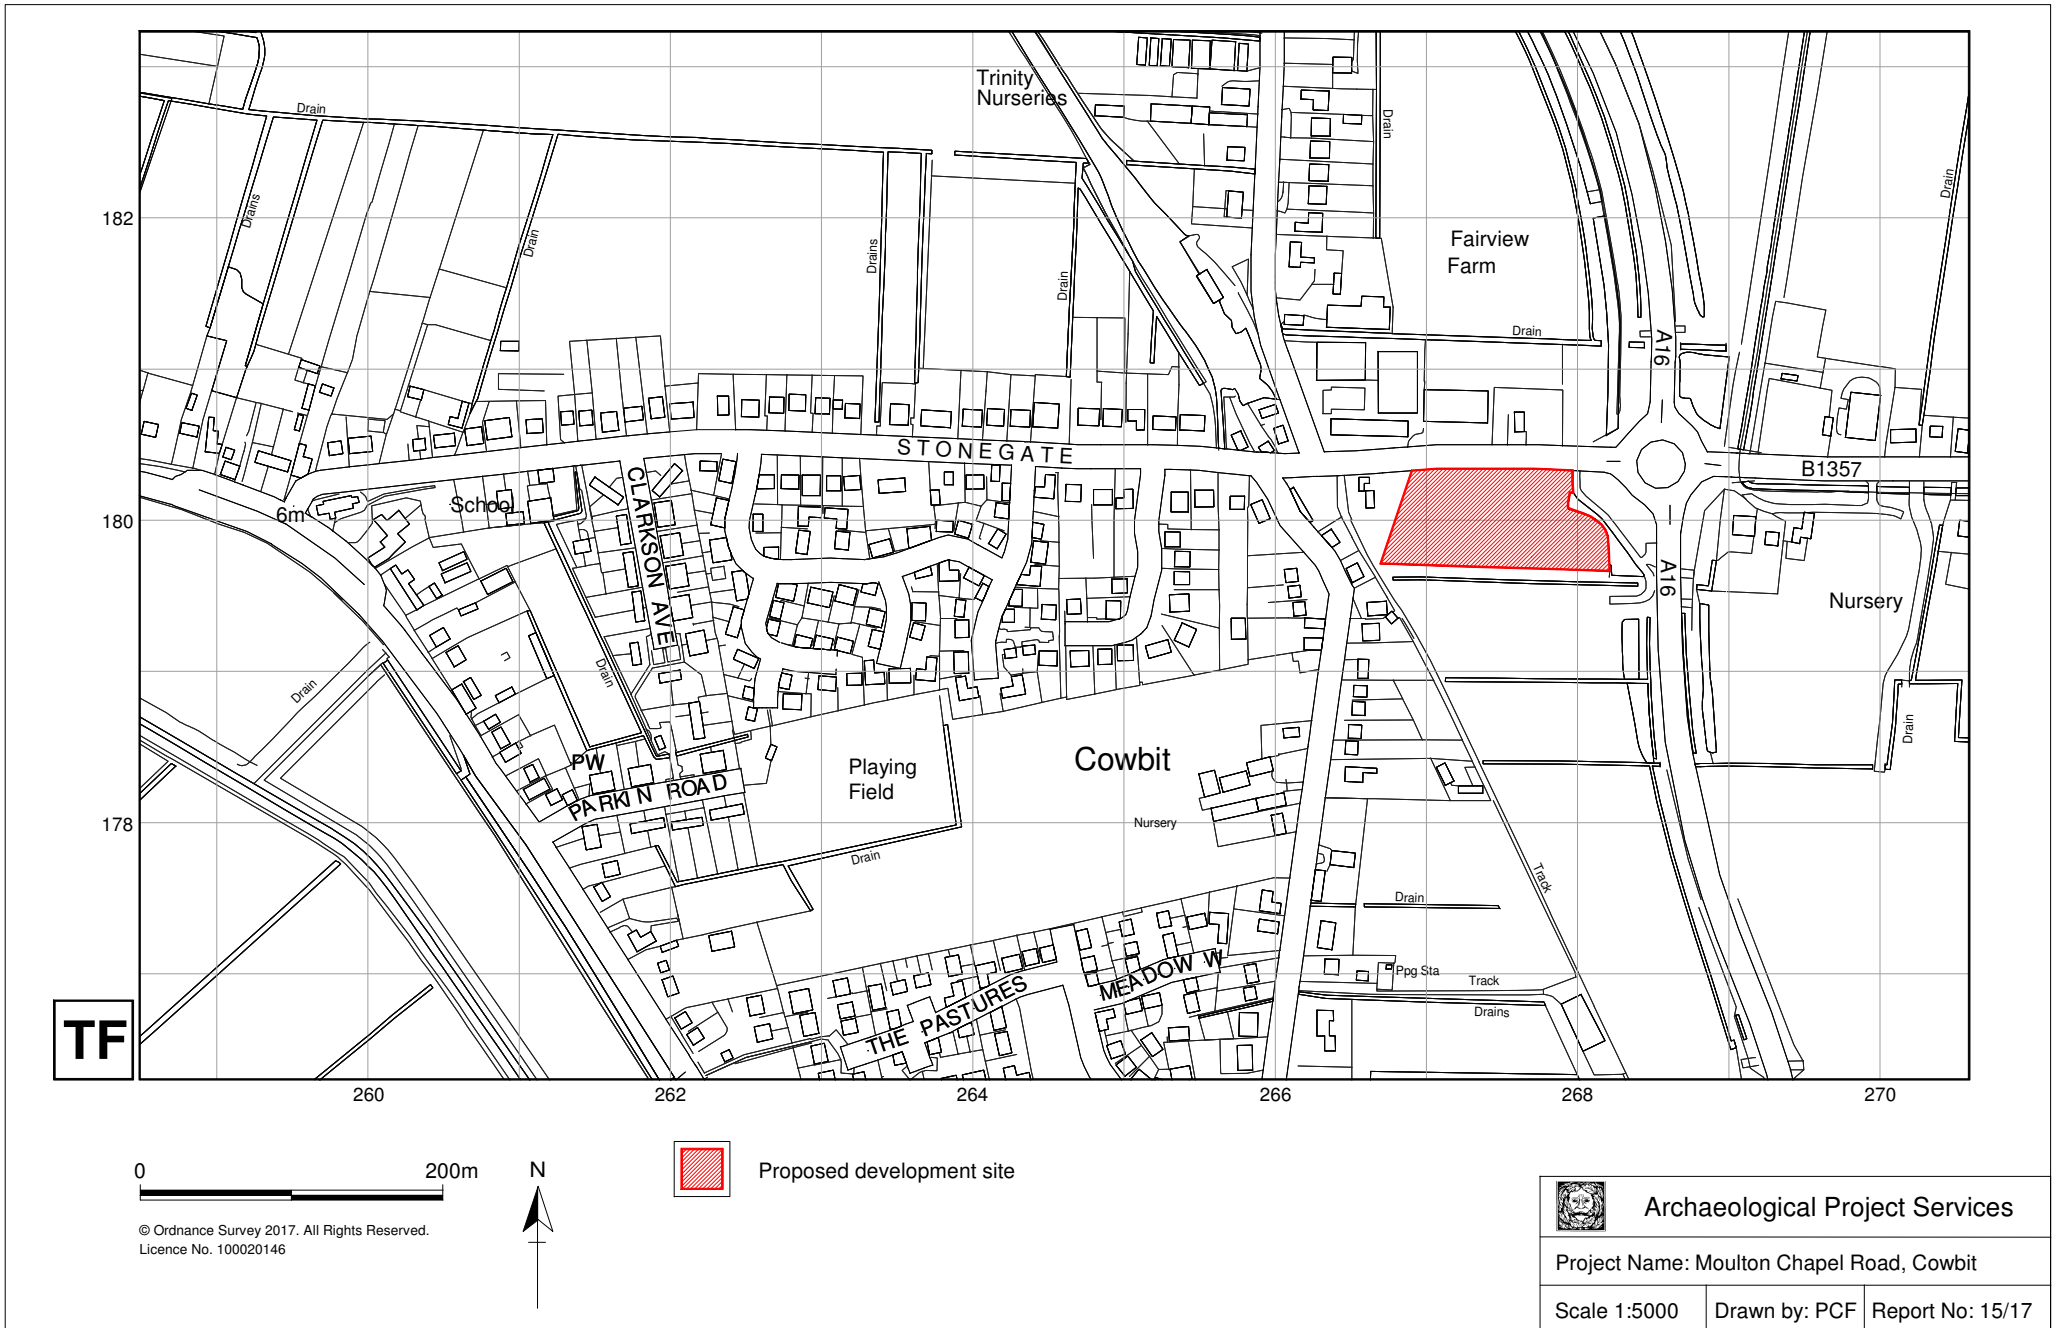 Trinity
Nurseries
Drain
Drain
Drains
Drain
Drains
Drain
Drain
182
Fairview
Farm
Drain
A16
STONEGATE
B1357
School
6m
CLARKSON AVE
180
A16
Nursery
Drain
Drain
Drain
PW
PARKIN ROAD
Playing
Field
Cowbit
178
Nursery
Drain
Track
Drain
MEADOW W
Ppg Sta
Track
THE PASTURES
Drains
TF
260
262
264
266
268
270
0
200m
N
Proposed development site
© Ordnance Survey 2017. All Rights Reserved.
Licence No. 100020146
Archaeological Project Services
Project Name: Moulton Chapel Road, Cowbit
Scale 1:5000
Drawn by: PCF
Report No: 15/17